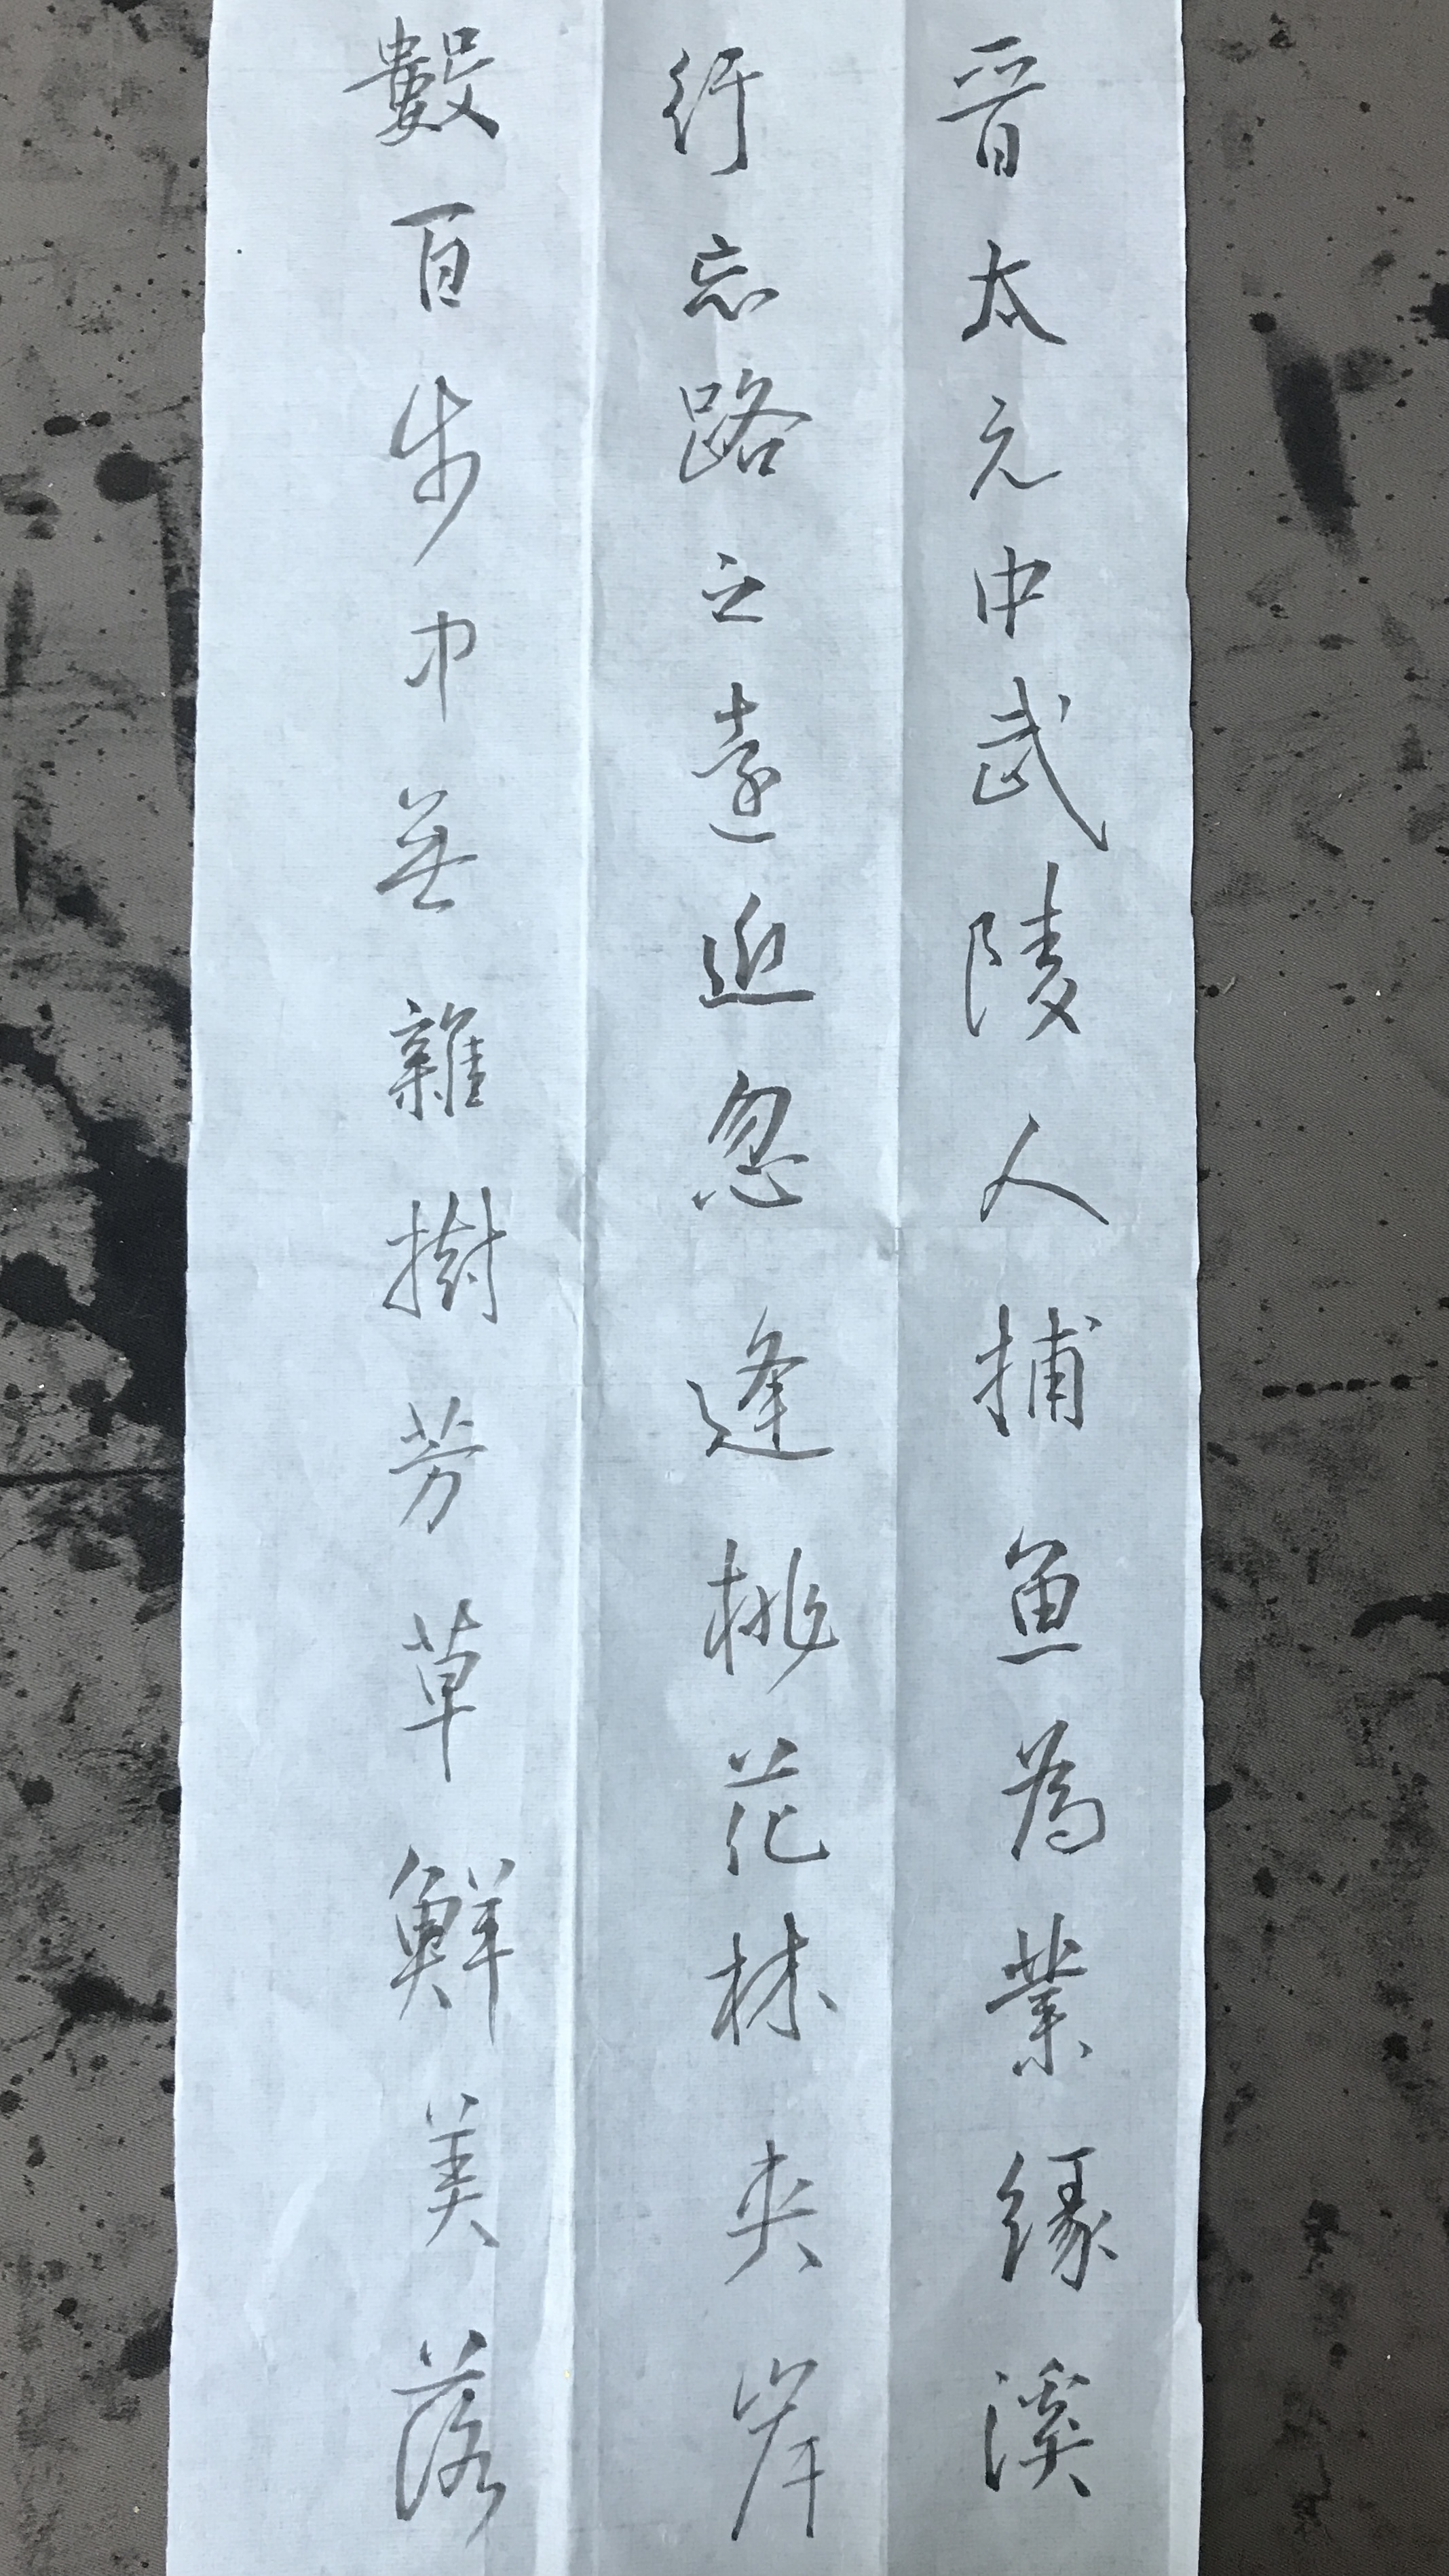 晋太元中武陵人捕魚為業緣溪
行忘路之遠近忽逢桃花林夾岸
數百步中無雜樹芳草鮮美落